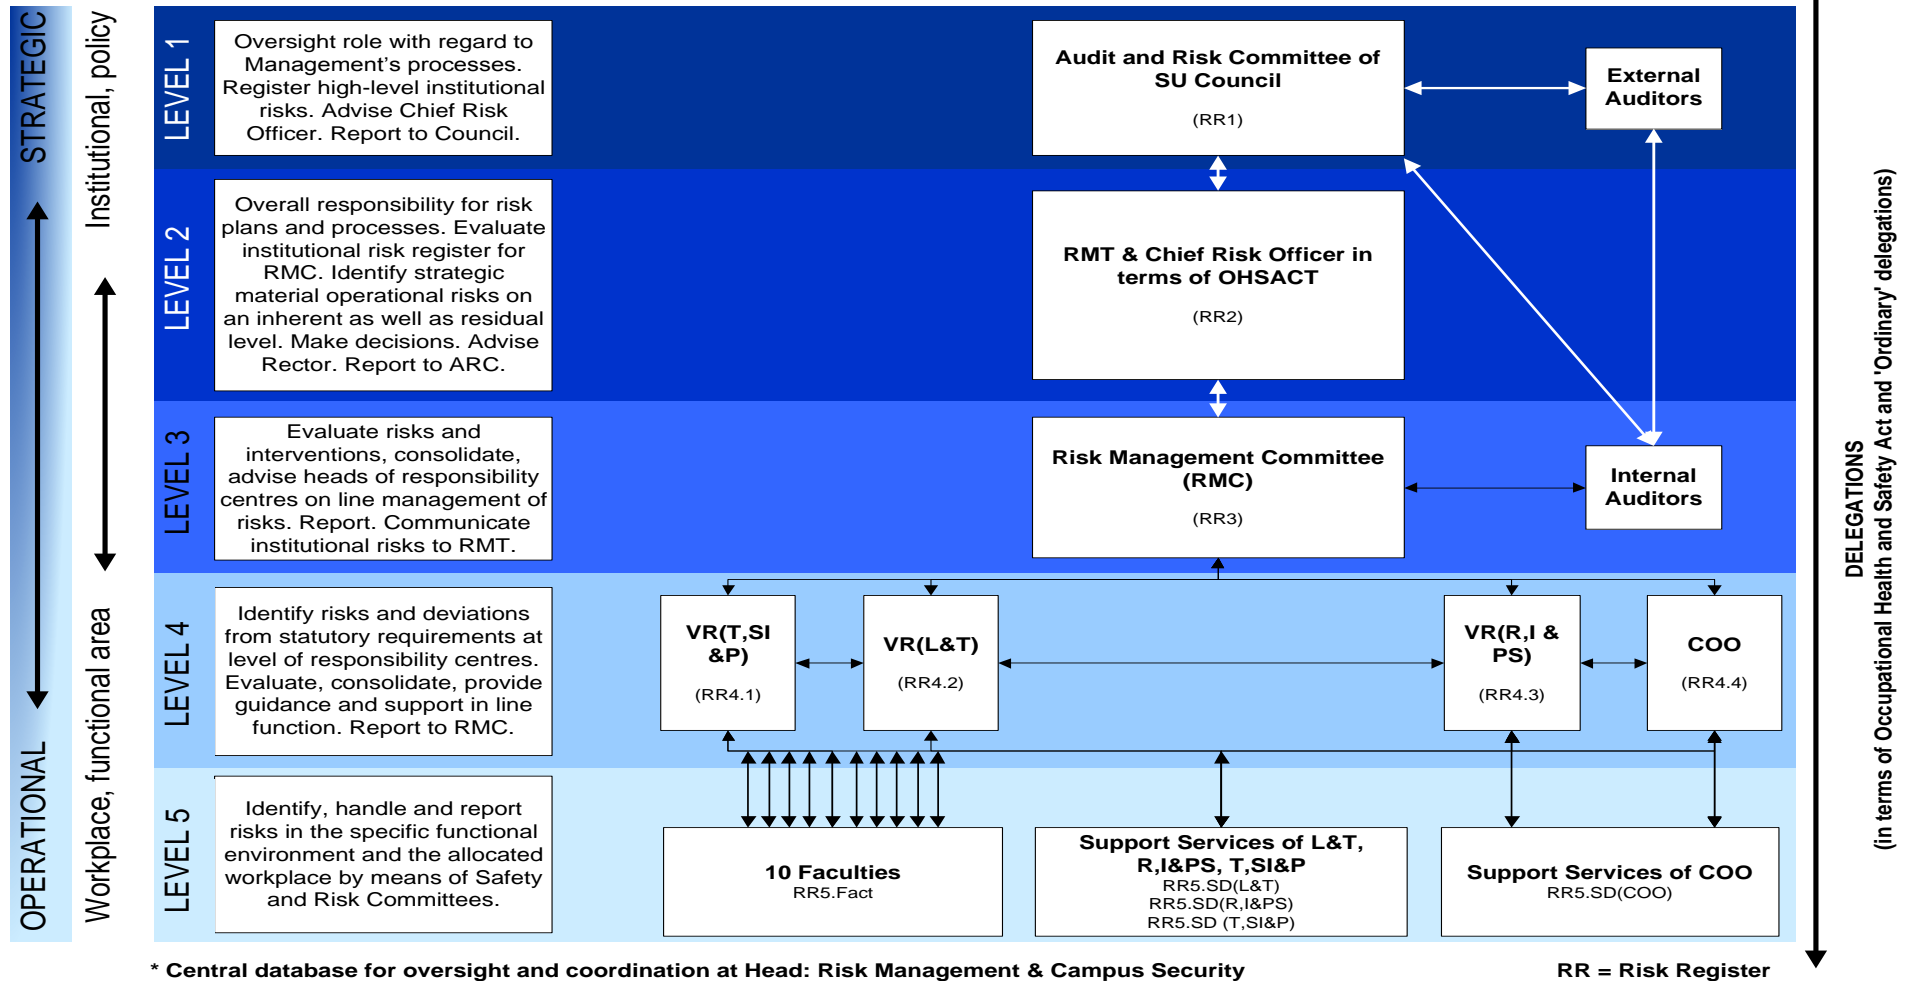 STRATEGIC
OPERATIONAL
Institutional, policy
Workplace, functional area
LEVEL 1
Oversight role with regard to
Management's processes.
Register high-level institutional
risks. Advise Chief Risk
Officer. Report to Council.
Audit and Risk Committee of
SU Council
(RR1)
External
Auditors
LEVEL 2
Overall responsibility for risk
plans and processes. Evaluate
institutional risk register for
RMC. Identify strategic
material operational risks on
an inherent as well as residual
level. Make decisions. Advise
Rector. Report to ARC.
RMT & Chief Risk Officer in
terms of OHSACT
(RR2)
LEVEL 3
Evaluate risks and
interventions, consolidate,
advise heads of responsibility
centres on line management of
risks. Report. Communicate
institutional risks to RMT.
Risk Management Committee
(RMC)
(RR3)
Internal
Auditors
LEVEL 4
Identify risks and deviations
from statutory requirements at
level of responsibility centres.
Evaluate, consolidate, provide
guidance and support in line
function. Report to RMC.
VR(T,SI
&P)
(RR4.1)
VR(L&T)
(RR4.2)
VR(R,I &
PS)
(RR4.3)
COO
(RR4.4)
LEVEL 5
Identify, handle and report
risks in the specific functional
environment and the allocated
workplace by means of Safety
and Risk Committees.
10 Faculties
RR5.Fact
Support Services of L&T,
R,I&PS, T,SI&P
RR5.SD(L&T)
RR5.SD(R,I&PS)
RR5.SD (T,SI&P)
Support Services of COO
RR5.SD(COO)
DELEGATIONS
(in terms of Occupational Health and Safety Act and 'Ordinary' delegations)
* Central database for oversight and coordination at Head: Risk Management & Campus Security
RR = Risk Register